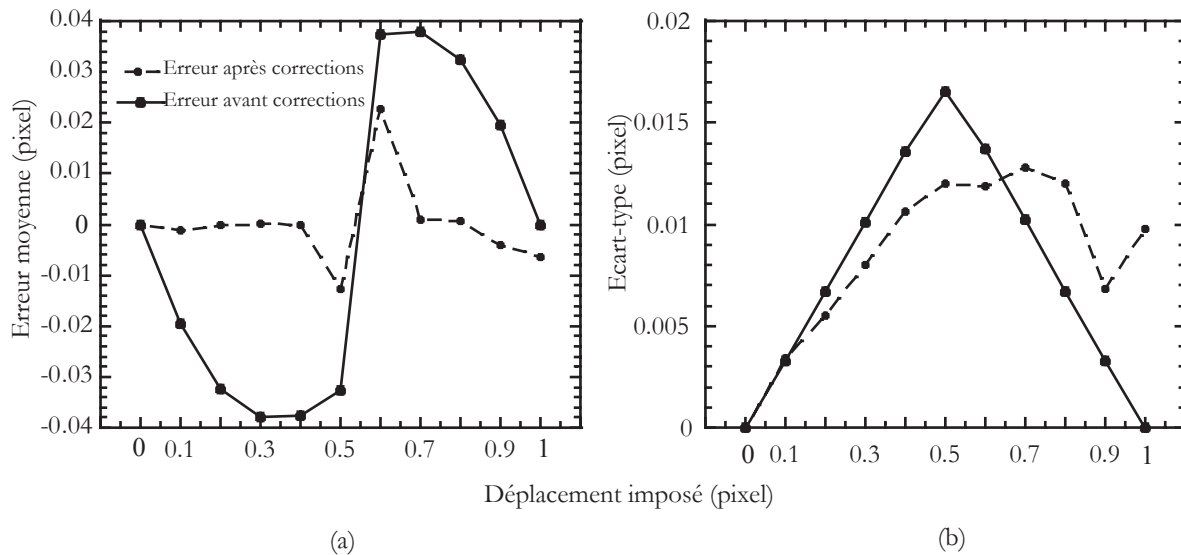 0.04
0.03
0.02
0.01
0
-0.01
-0.02
-0.03
-0.04
Erreur moyenne (pixel)
Erreur après corrections
Erreur avant corrections
0 0.1 0.3 0.5 0.7 0.9 1
0.02
0.015
0.01
0.005
0
Ecart-type (pixel)
0 0.1 0.3 0.5 0.7 0.9 1
Déplacement imposé (pixel)
(a)
(b)